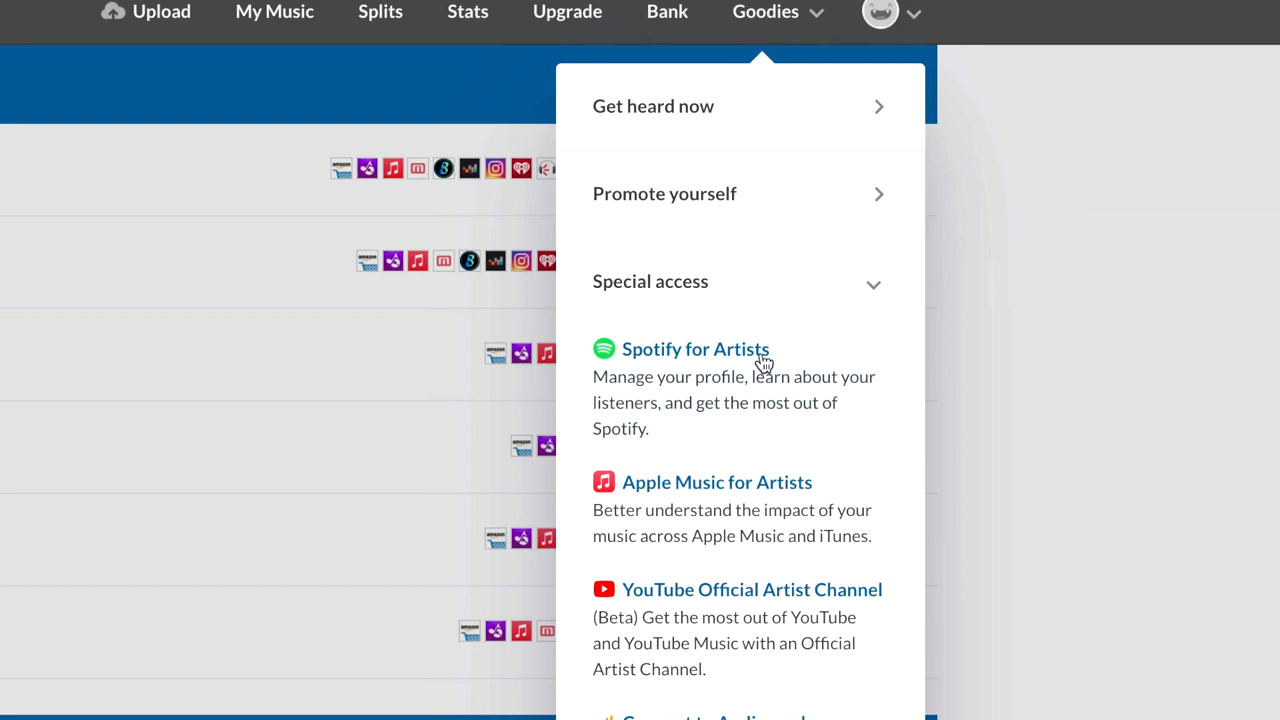 Upload My Music Splits Stats Upgrade Bank Goodies
Get heard now
Promote yourself
Special access
Spotify for Artists
Manage your profile, learn about your
listeners, and get the most out of
Spotify.
Apple Music for Artists
Better understand the impact of your
music across Apple Music and iTunes.
YouTube Official Artist Channel
(Beta) Get the most out of YouTube
and YouTube Music with an Official
Artist Channel.